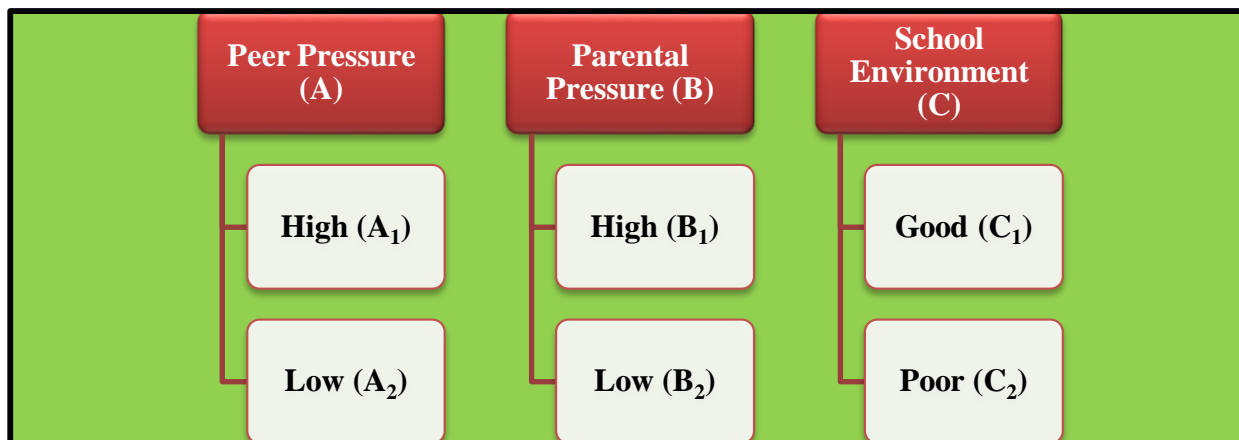 Peer Pressure
(A)
High (A₁)
Low (A₂)
Parental
Pressure (B)
High (B₁)
Low (B₂)
School
Environment
(C)
Good (C₁)
Poor (C₂)